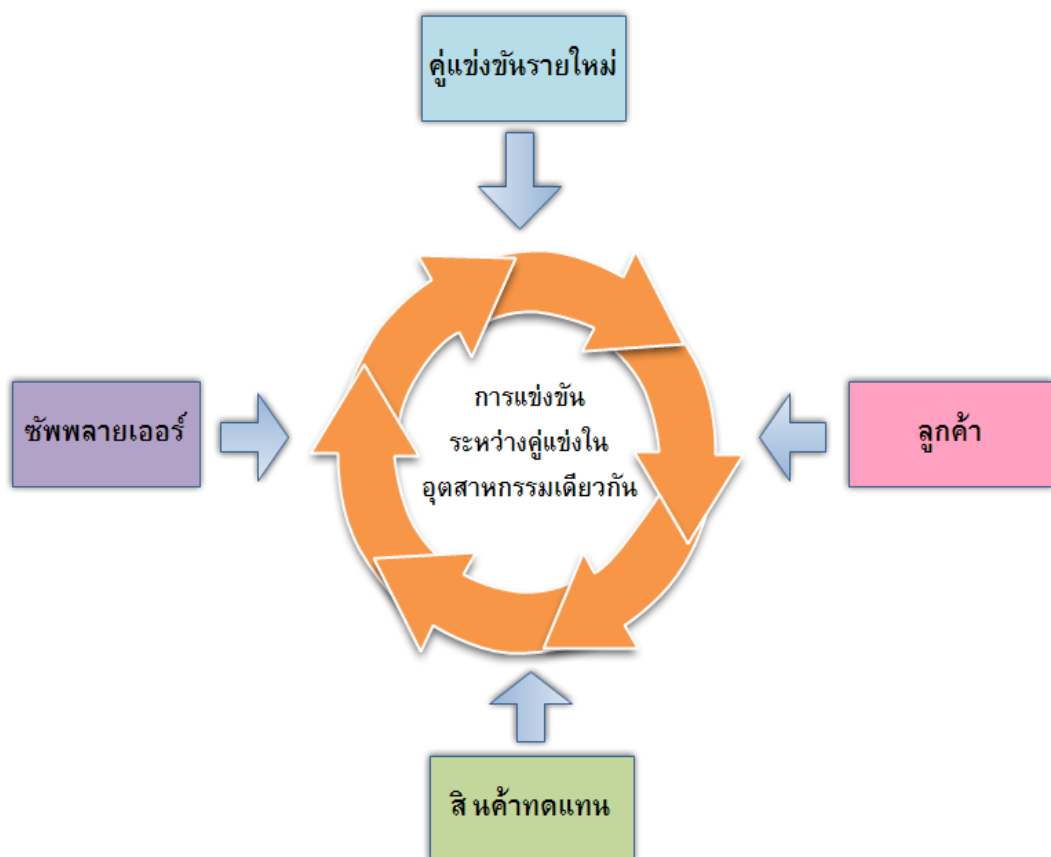 คู่แข่งขันรายใหม่
ซัพพลายเออร์
การแข่งขัน
ระหว่างคู่แข่งใน
อุตสาหกรรมเดียวกัน
ลูกค้า
สินค้าทดแทน